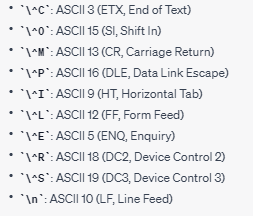 • `\^C`: ASCII 3 (ETX, End of Text)
• `\^O`: ASCII 15 (SI, Shift In)
• `\^M`: ASCII 13 (CR, Carriage Return)
• `\^P`: ASCII 16 (DLE, Data Link Escape)
• `\^I`: ASCII 9 (HT, Horizontal Tab)
• `\^L`: ASCII 12 (FF, Form Feed)
• `\^E`: ASCII 5 (ENQ, Enquiry)
• `\^R`: ASCII 18 (DC2, Device Control 2)
• `\^S`: ASCII 19 (DC3, Device Control 3)
• `\n`: ASCII 10 (LF, Line Feed)